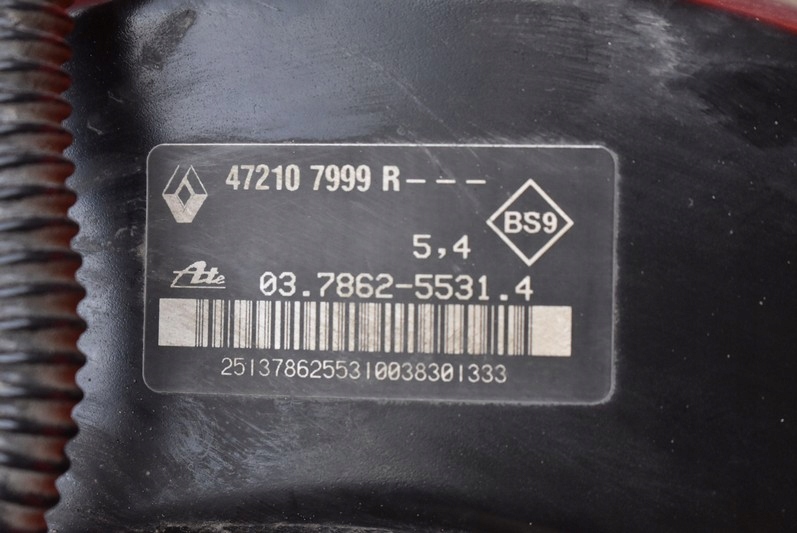 47210 7999 R---
BS9
5,4
Ate 03.7862-5531.4
2513786255310038301333